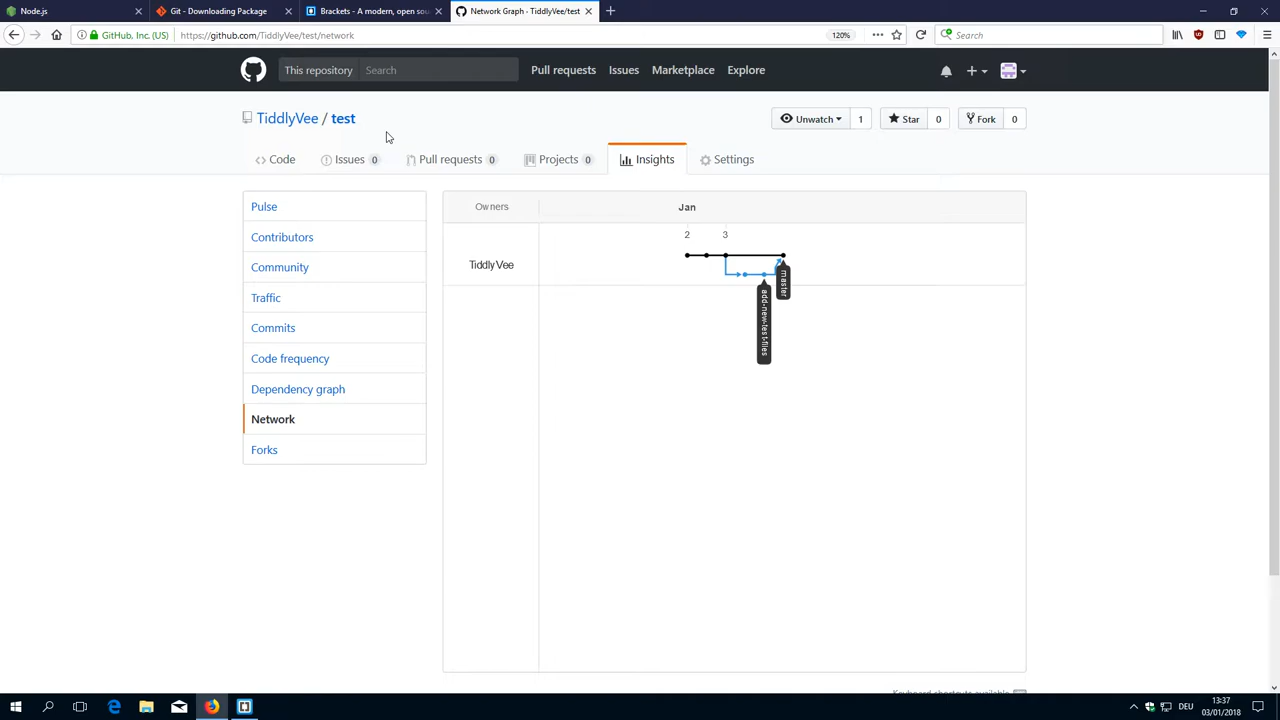 Node.js
Git - Downloading Package
Brackets - A modern, open sou
Network Graph - TiddlyVee/test
GitHub, Inc. (US)
https://github.com/TiddlyVee/test/network
120%
Search
This repository
Search
Pull requests
Issues
Marketplace
Explore
TiddlyVee / test
Unwatch
1
Star
0
Fork
0
Code
Issues 0
Pull requests 0
Projects 0
Insights
Settings
Pulse
Contributors
Community
Traffic
Commits
Code frequency
Dependency graph
Network
Forks
Owners
Jan
2
3
TiddlyVee
master
add-new-test-files
Keyboard shortcuts available
DEU
13:37
03/01/2018